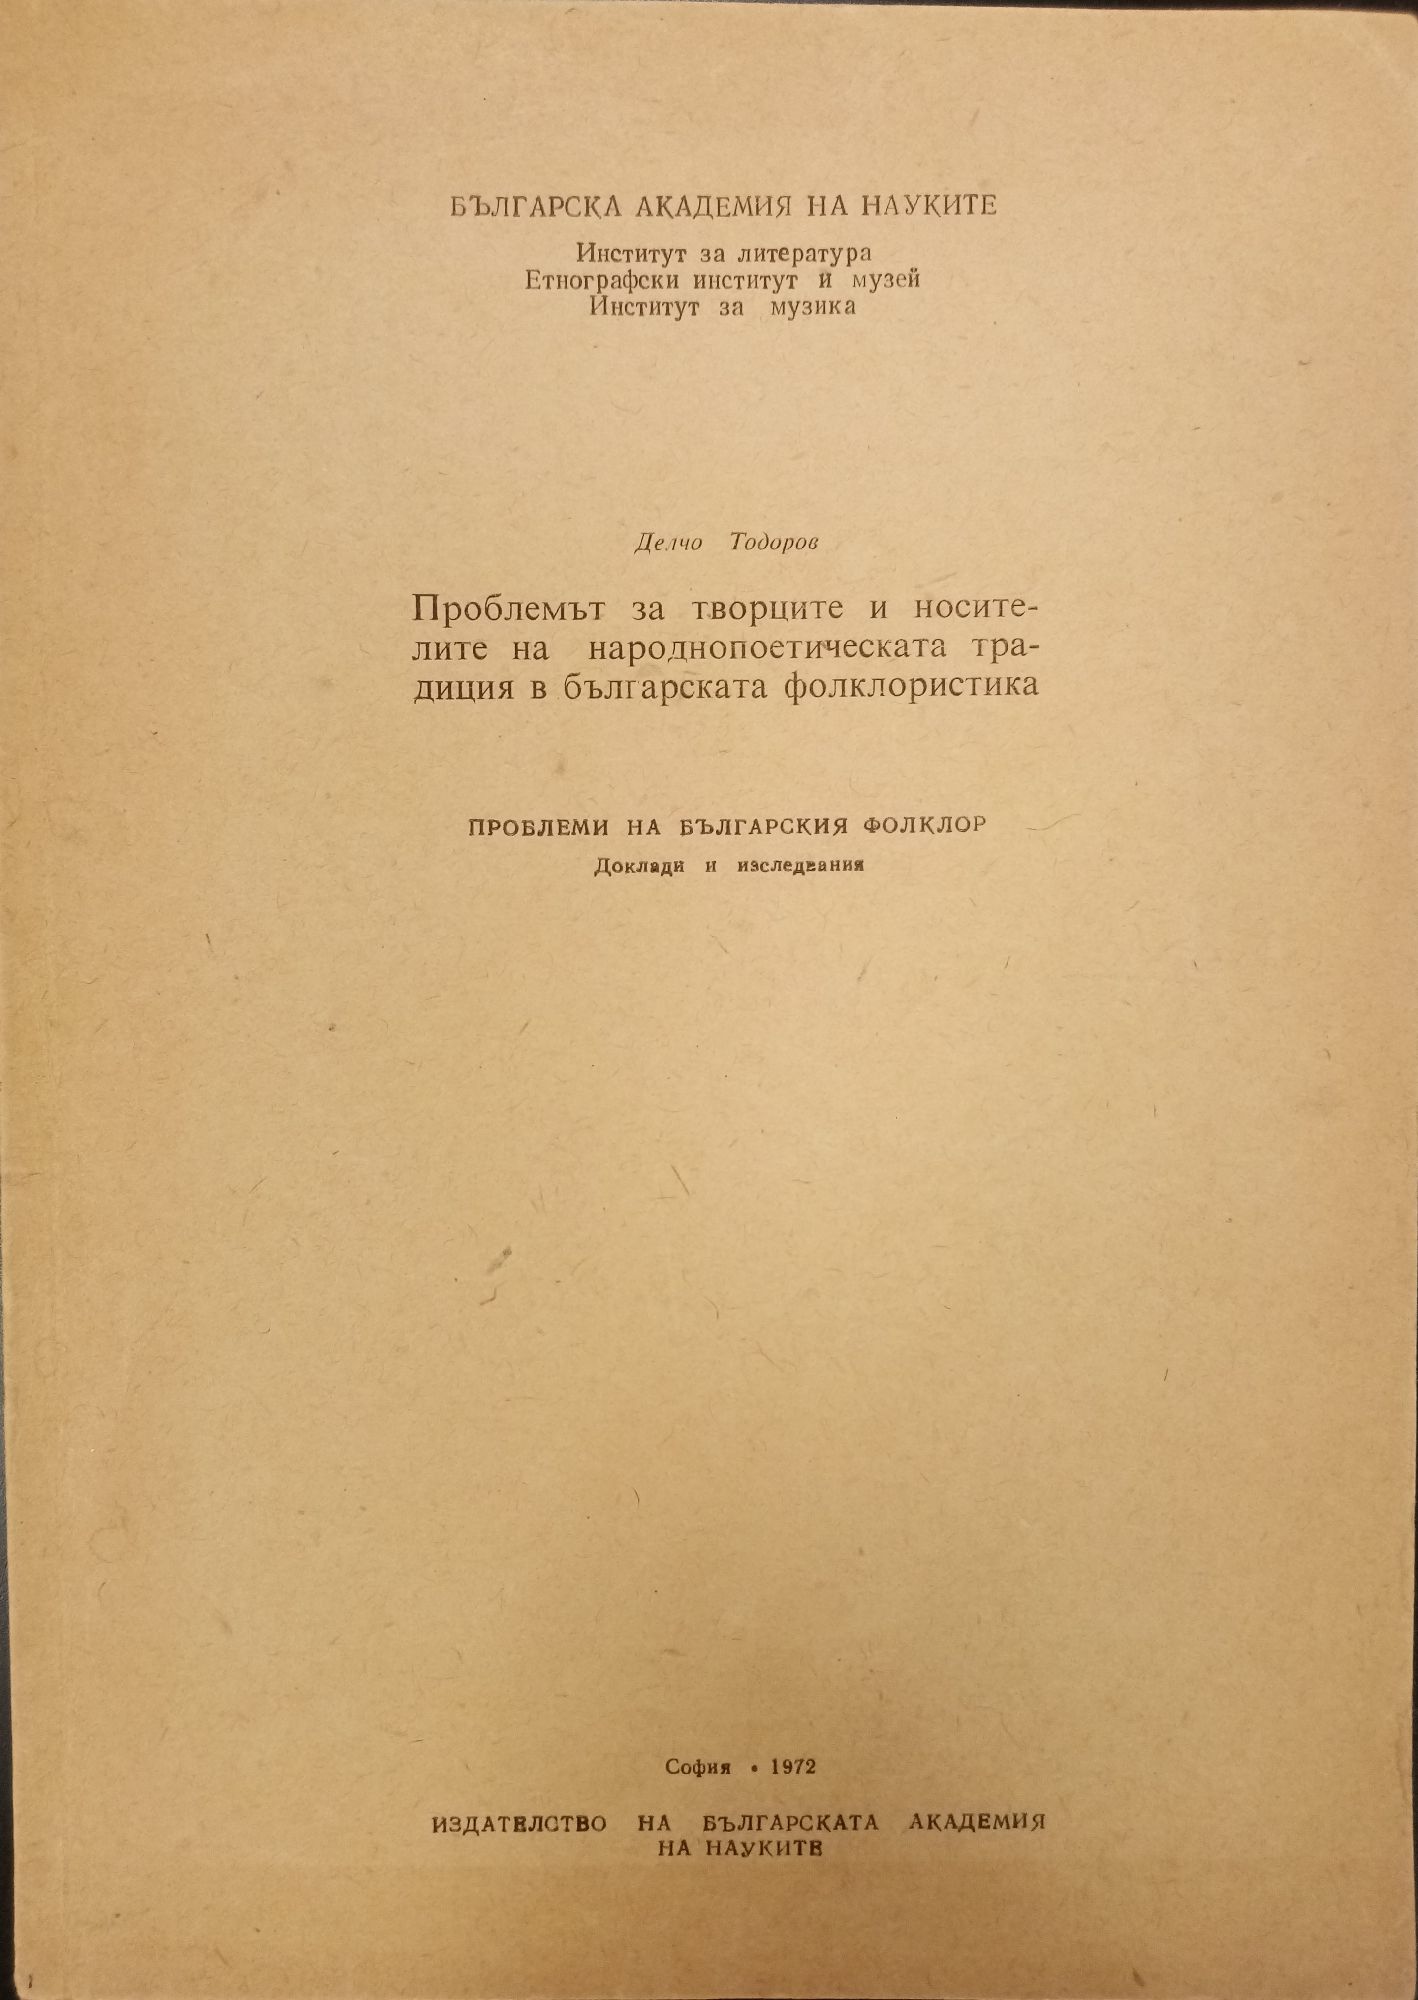 БЪЛГАРСКА АКАДЕМИЯ НА НАУКИТЕ
Институт за литература
Етнографски институт и музей
Институт за музика
Делчо Тодоров
Проблемът за творците и носите-
лите на народнопоетическата тра-
диция в българската фолклористика
ПРОБЛЕМИ НА БЪЛГАРСКИЯ ФОЛКЛОР
Доклади и изследвания
София • 1972
ИЗДАТЕЛСТВО НА БЪЛГАРСКАТА АКАДЕМИЯ
НА НАУКИТЕ